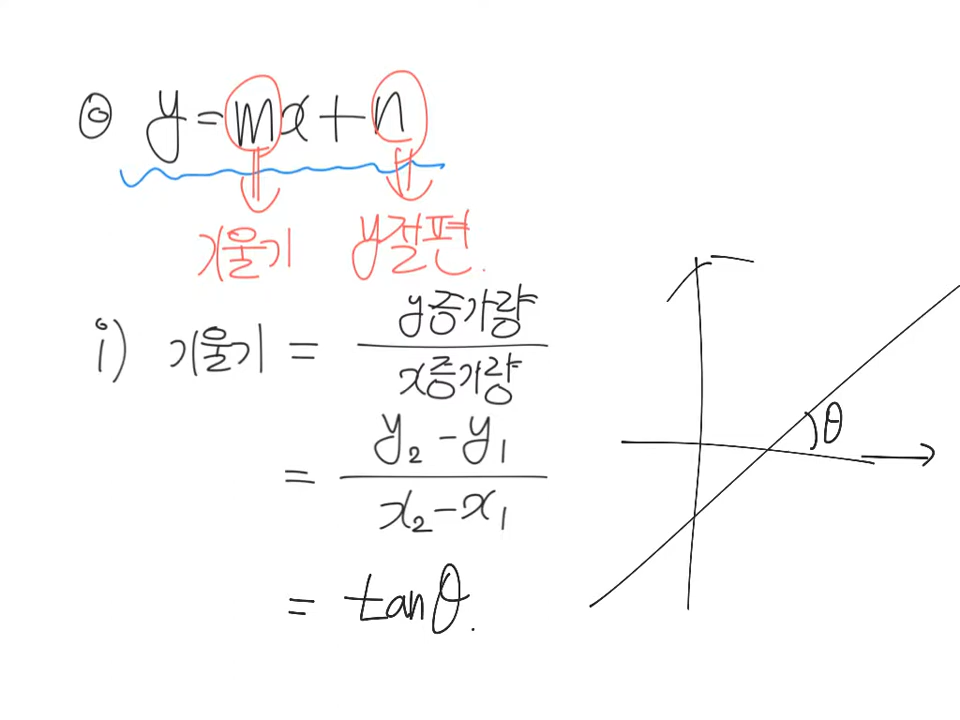 ⊙ y = mx + n
기울기 y절편.
i) 기울기 = y증가량 / x증가량
= y₂ - y₁ / x₂ - x₁
= tanθ.
θ